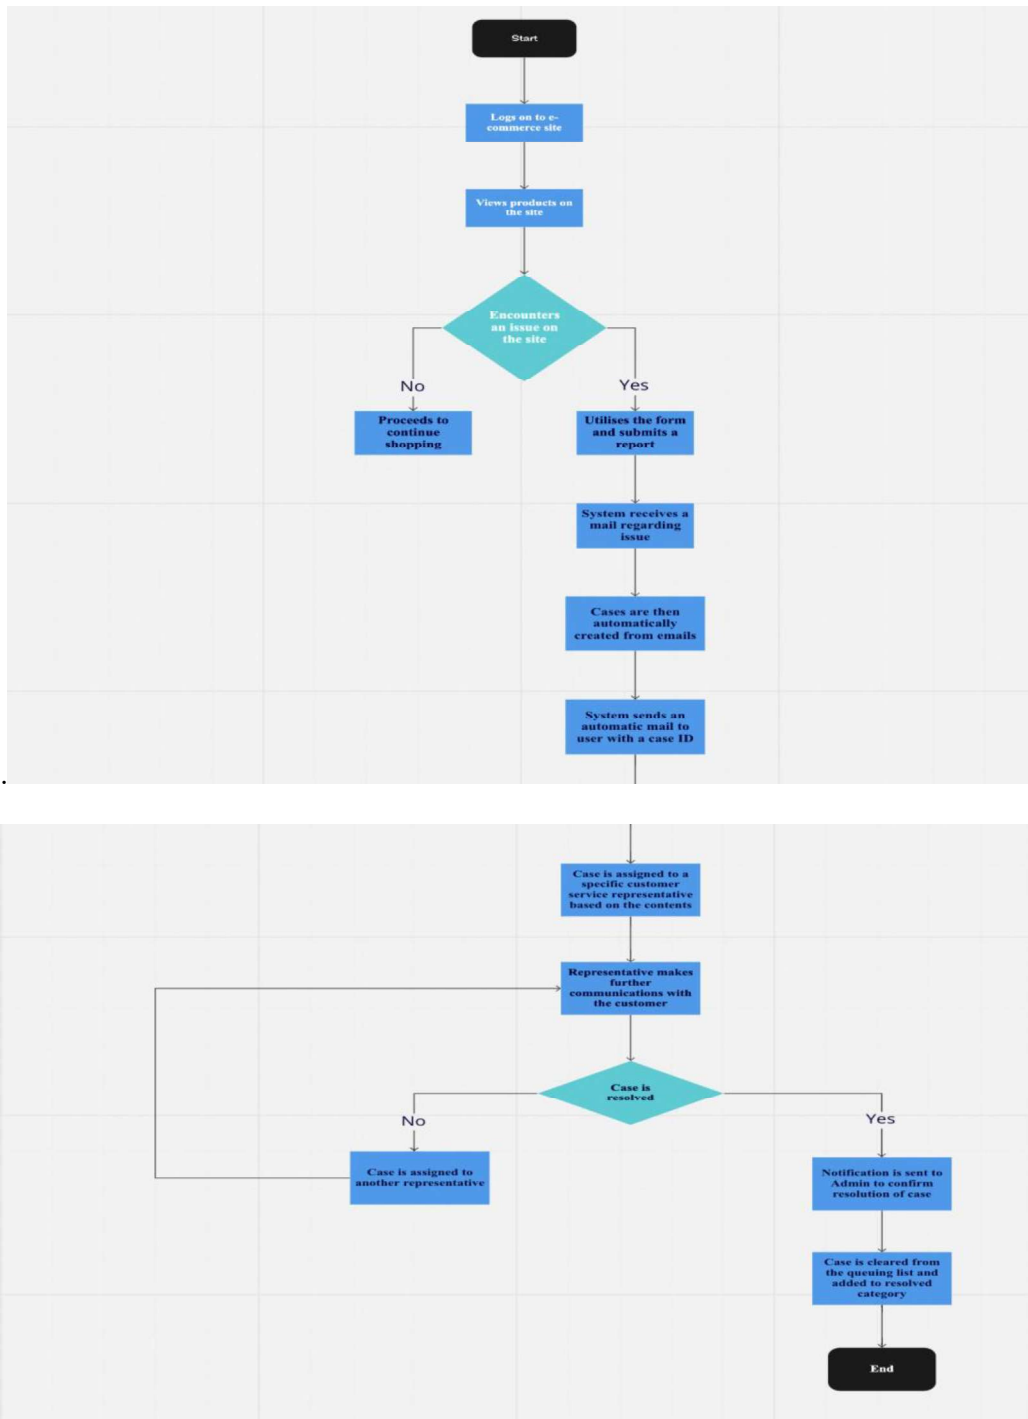 Start
Logs on to e-
commerce site
Views products on
the site
Encounters
an issue on
the site
No
Yes
Proceeds to
continue
shopping
Utilises the form
and submits a
report
System receives a
mail regarding
issue
Cases are then
automatically
created from emails
System sends an
automatic mail to
user with a case ID
.
Case is assigned to a
specific customer
service representative
based on the contents
Representative makes
further
communications with
the customer
Case is
resolved
No
Yes
Case is assigned to
another representative
Notification is sent to
Admin to confirm
resolution of case
Case is cleared from
the queuing list and
added to resolved
category
End